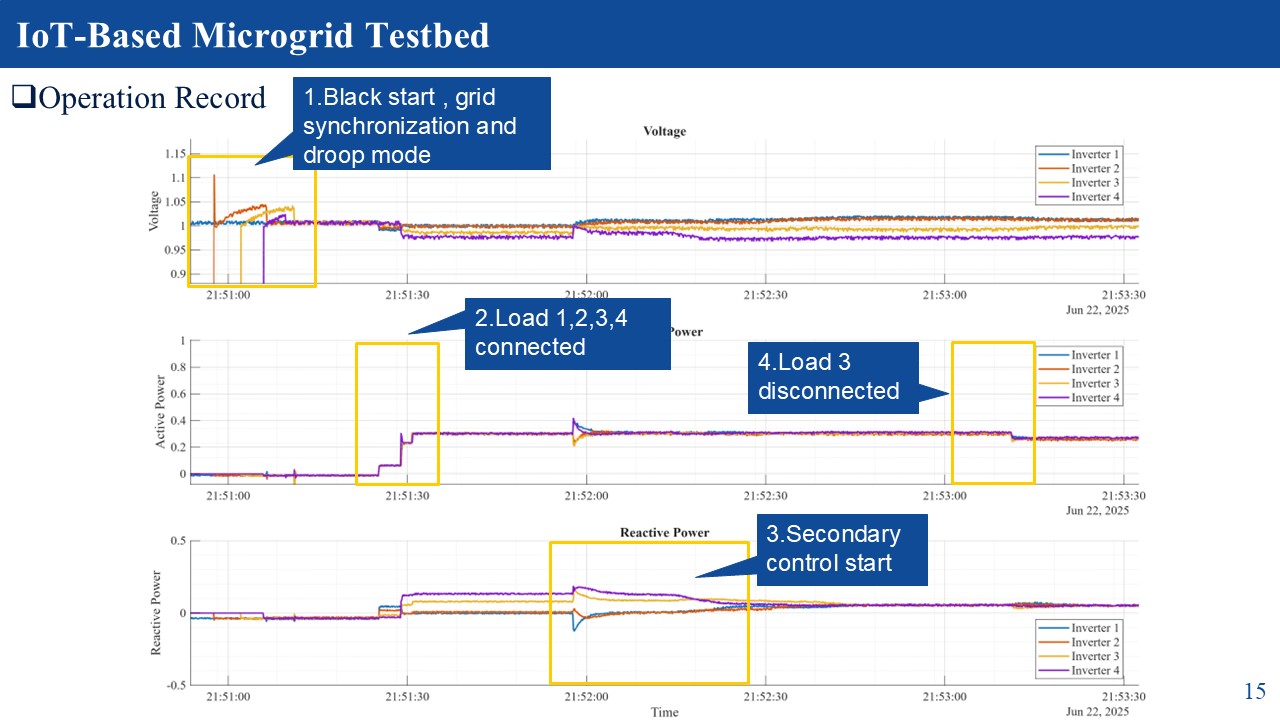 IoT-Based Microgrid Testbed
❑Operation Record
1.Black start , grid
synchronization and
droop mode
Voltage
Voltage
1.15
1.1
1.05
1
0.95
0.9
Inverter 1
Inverter 2
Inverter 3
Inverter 4
21:51:00 21:51:30 21:52:00 21:52:30 21:53:00 21:53:30
Jun 22, 2025
2.Load 1,2,3,4
connected
Power
4.Load 3
disconnected
Active Power
1
0.8
0.6
0.4
0.2
0
Inverter 1
Inverter 2
Inverter 3
Inverter 4
21:51:00 21:51:30 21:52:00 21:52:30 21:53:00 21:53:30
Jun 22, 2025
Reactive Power
3.Secondary
control start
Reactive Power
0.5
0
-0.5
Inverter 1
Inverter 2
Inverter 3
Inverter 4
21:51:00 21:51:30 21:52:00 21:52:30 21:53:00 21:53:30
Time
Jun 22, 2025
15